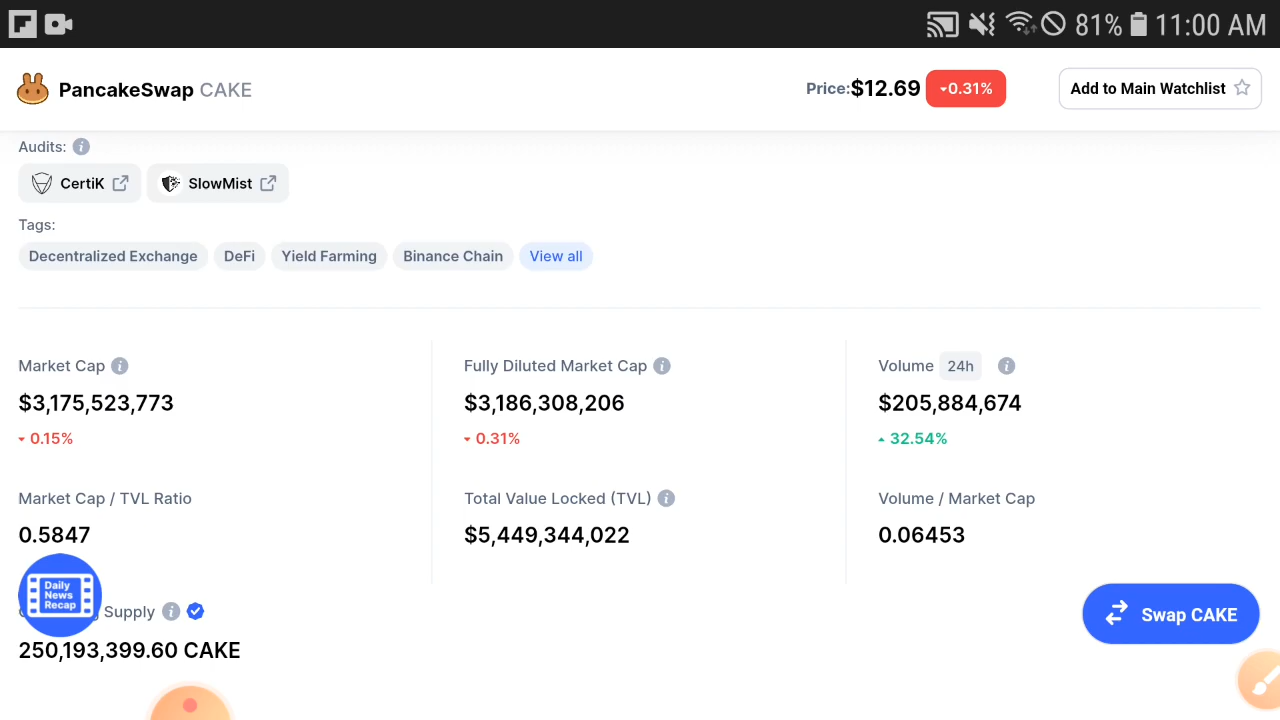 81% 11:00 AM
PancakeSwap CAKE
Price:$12.69 0.31%
Add to Main Watchlist
Audits:
CertiK SlowMist
Tags:
Decentralized Exchange DeFi Yield Farming Binance Chain View all
Market Cap
$3,175,523,773
0.15%
Fully Diluted Market Cap
$3,186,308,206
0.31%
Volume 24h
$205,884,674
32.54%
Market Cap / TVL Ratio
0.5847
Total Value Locked (TVL)
$5,449,344,022
Volume / Market Cap
0.06453
Daily
News
Recap
Supply
250,193,399.60 CAKE
Swap CAKE